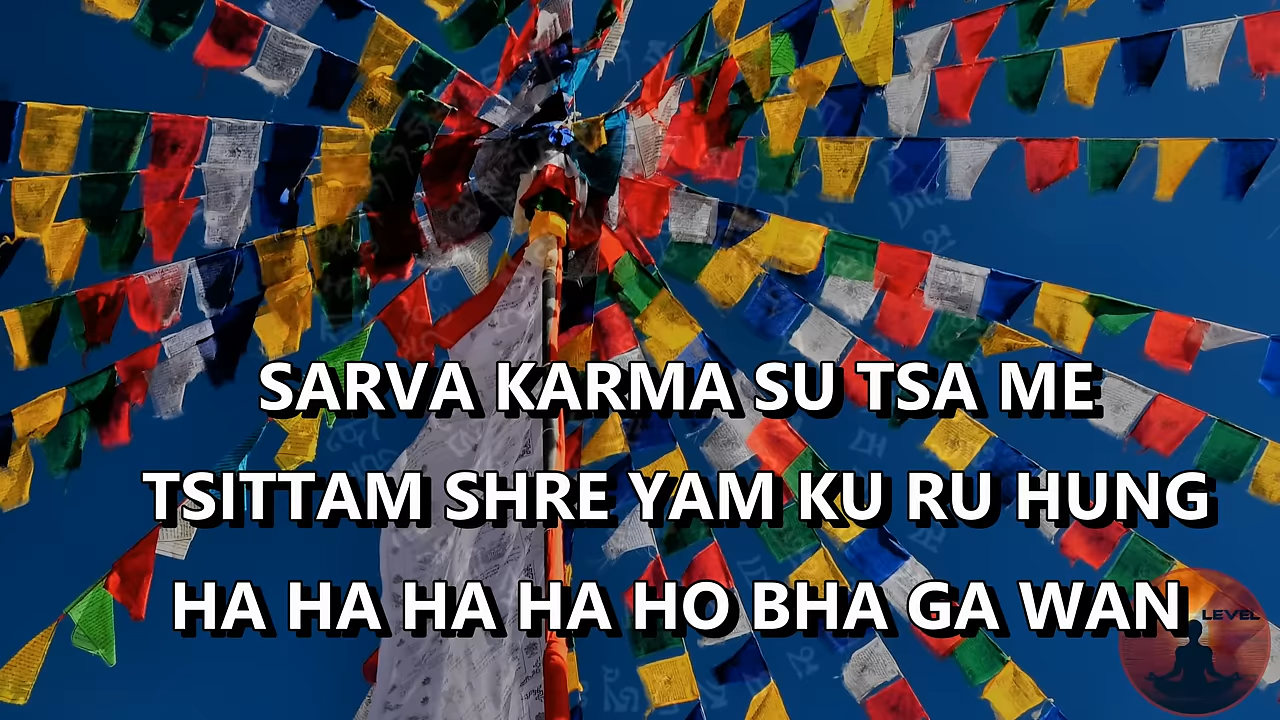 SARVA KARMA SU TSA ME
TSITTAM SHRE YAM KU RU HUNG
HA HA HA HA HO BHA GA WAN
LEVEL